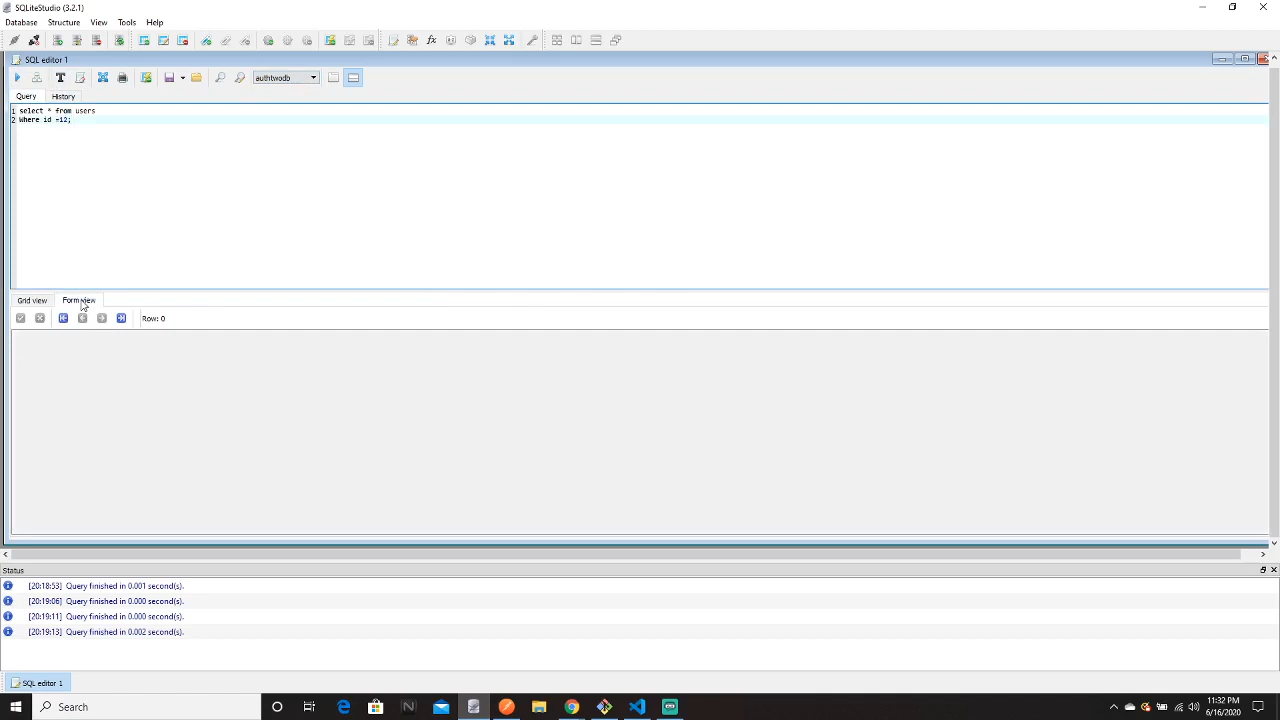 SQLiteStudio (3.2.1)
Database Structure View Tools Help
SQL editor 1
authtwodb
Query History
1 select * from users
2 Where id =12;
Grid view Form view
Row: 0
Status
[20:18:53] Query finished in 0.001 second(s).
[20:19:06] Query finished in 0.000 second(s).
[20:19:11] Query finished in 0.000 second(s).
[20:19:13] Query finished in 0.002 second(s).
SQL editor 1
Search
11:32 PM
6/16/2020